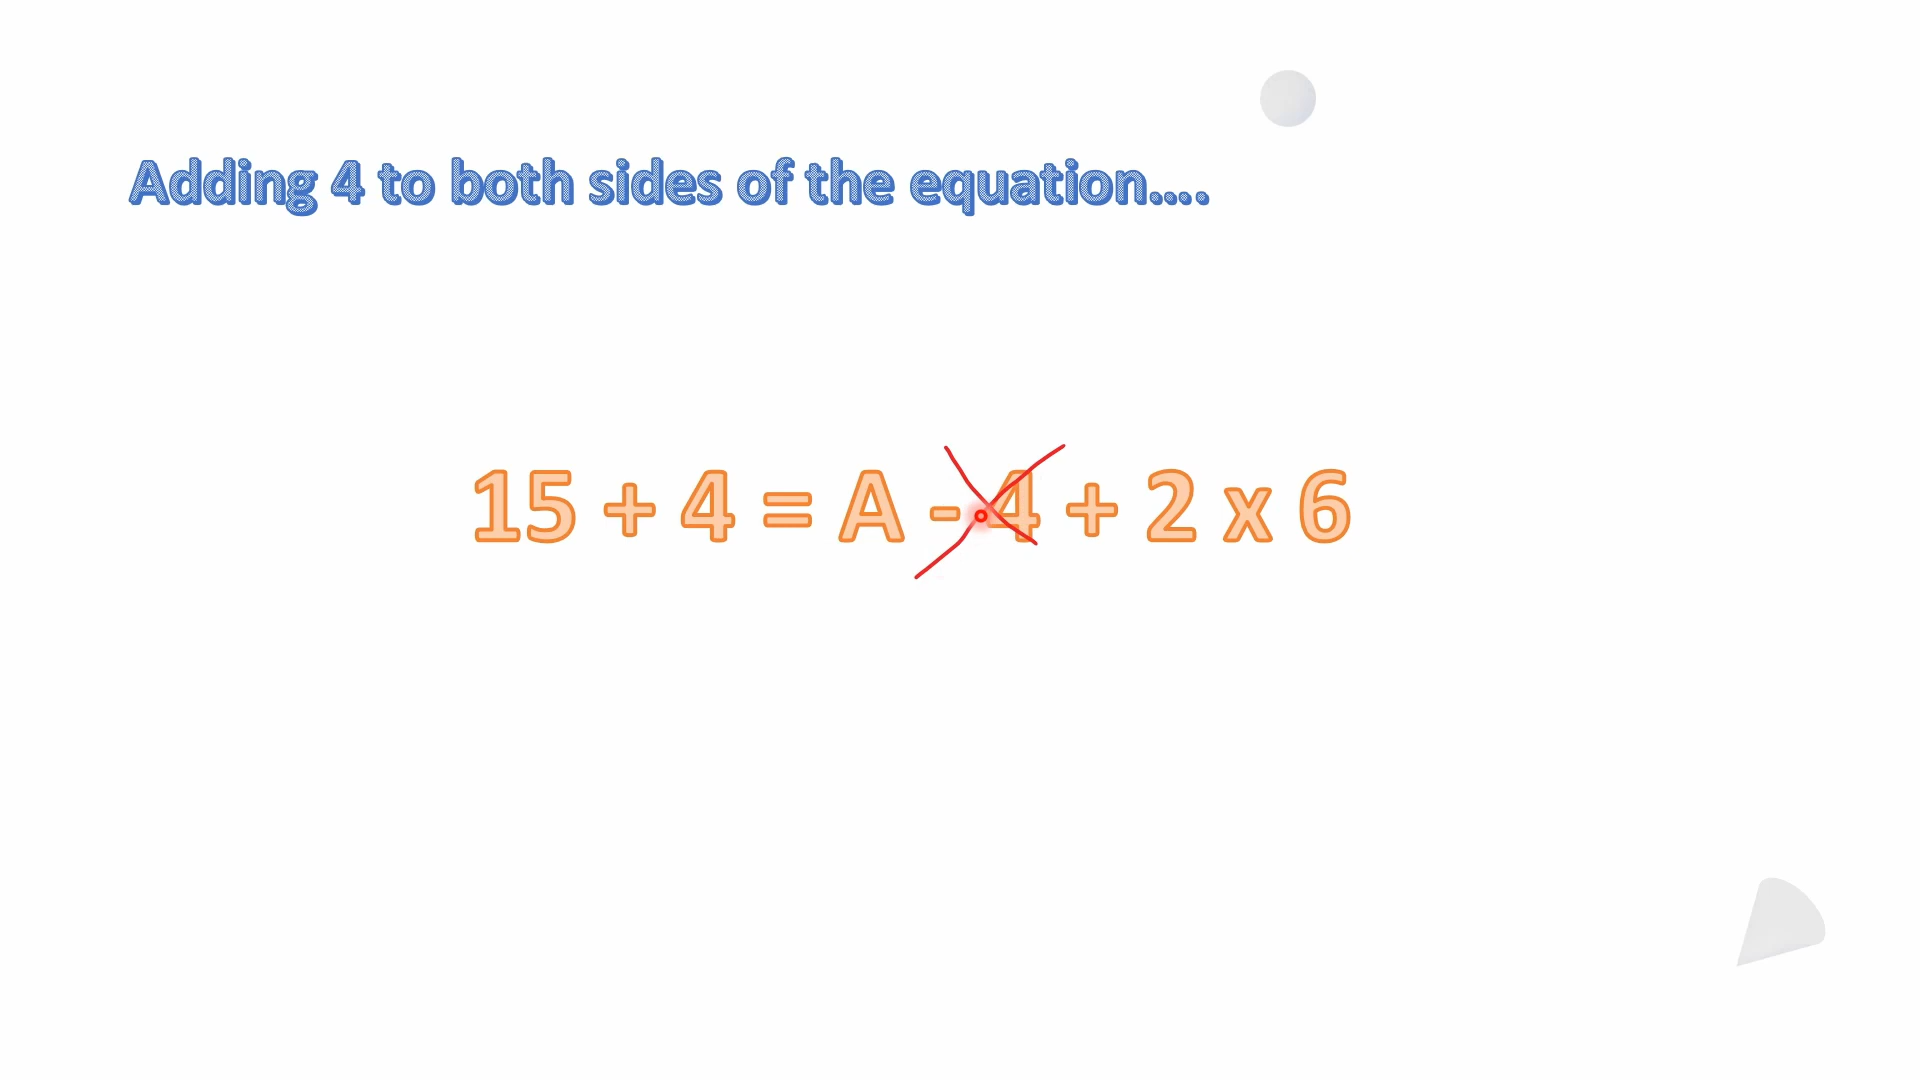 Adding 4 to both sides of the equation....
15 + 4 = A - 4 + 2 x 6